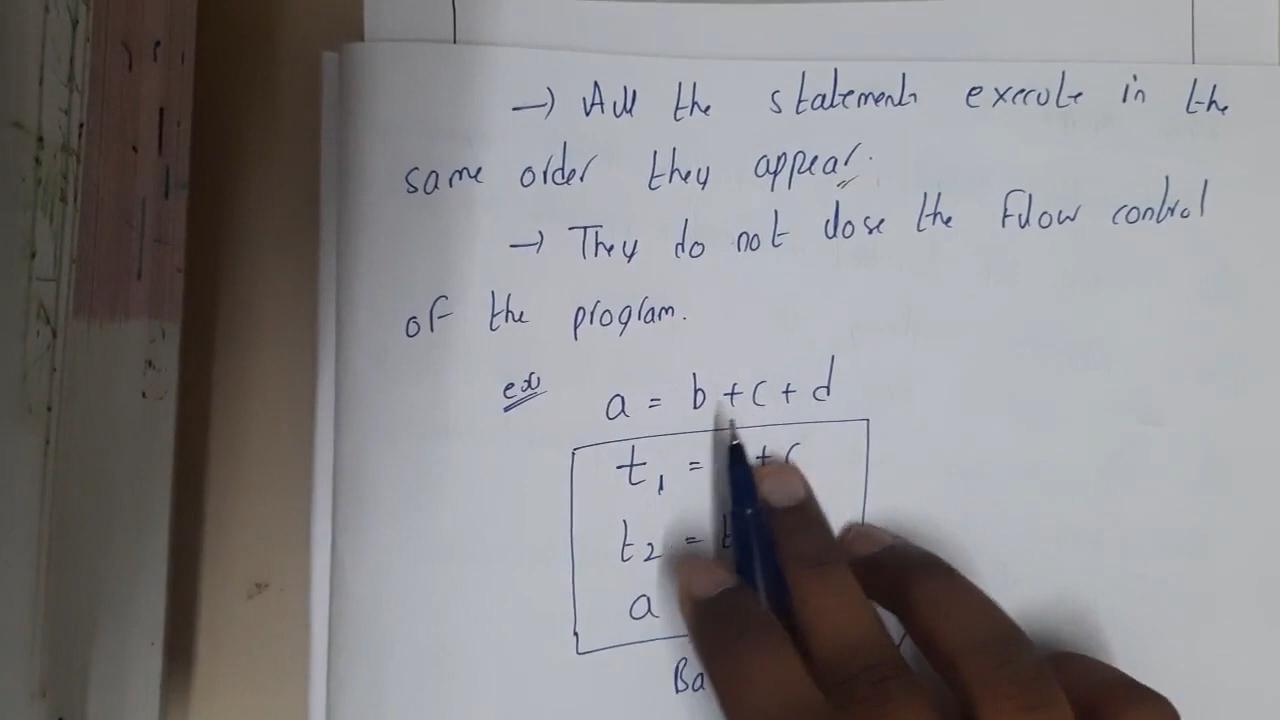 → All the statements execute in the
same order they appear.
→ They do not lose the flow control
of the program.
ex
a = b + c + d
t1 = + c
t2 = t
a
Ba